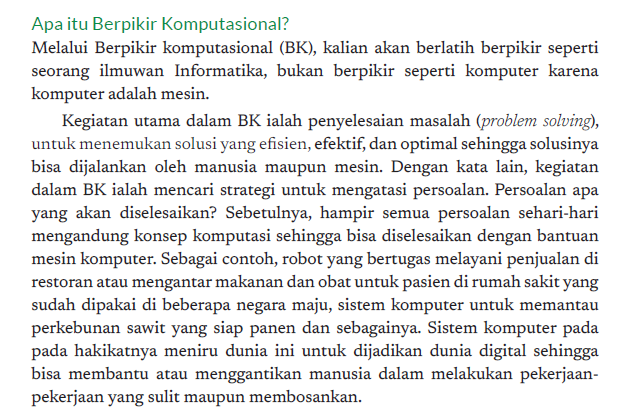 Apa itu Berpikir Komputasional?
Melalui Berpikir komputasional (BK), kalian akan berlatih berpikir seperti
seorang ilmuwan Informatika, bukan berpikir seperti komputer karena
komputer adalah mesin.
Kegiatan utama dalam BK ialah penyelesaian masalah (problem solving),
untuk menemukan solusi yang efisien, efektif, dan optimal sehingga solusinya
bisa dijalankan oleh manusia maupun mesin. Dengan kata lain, kegiatan
dalam BK ialah mencari strategi untuk mengatasi persoalan. Persoalan apa
yang akan diselesaikan? Sebetulnya, hampir semua persoalan sehari-hari
mengandung konsep komputasi sehingga bisa diselesaikan dengan bantuan
mesin komputer. Sebagai contoh, robot yang bertugas melayani penjualan di
restoran atau mengantar makanan dan obat untuk pasien di rumah sakit yang
sudah dipakai di beberapa negara maju, sistem komputer untuk memantau
perkebunan sawit yang siap panen dan sebagainya. Sistem komputer pada
pada hakikatnya meniru dunia ini untuk dijadikan dunia digital sehingga
bisa membantu atau menggantikan manusia dalam melakukan pekerjaan-
pekerjaan yang sulit maupun membosankan.